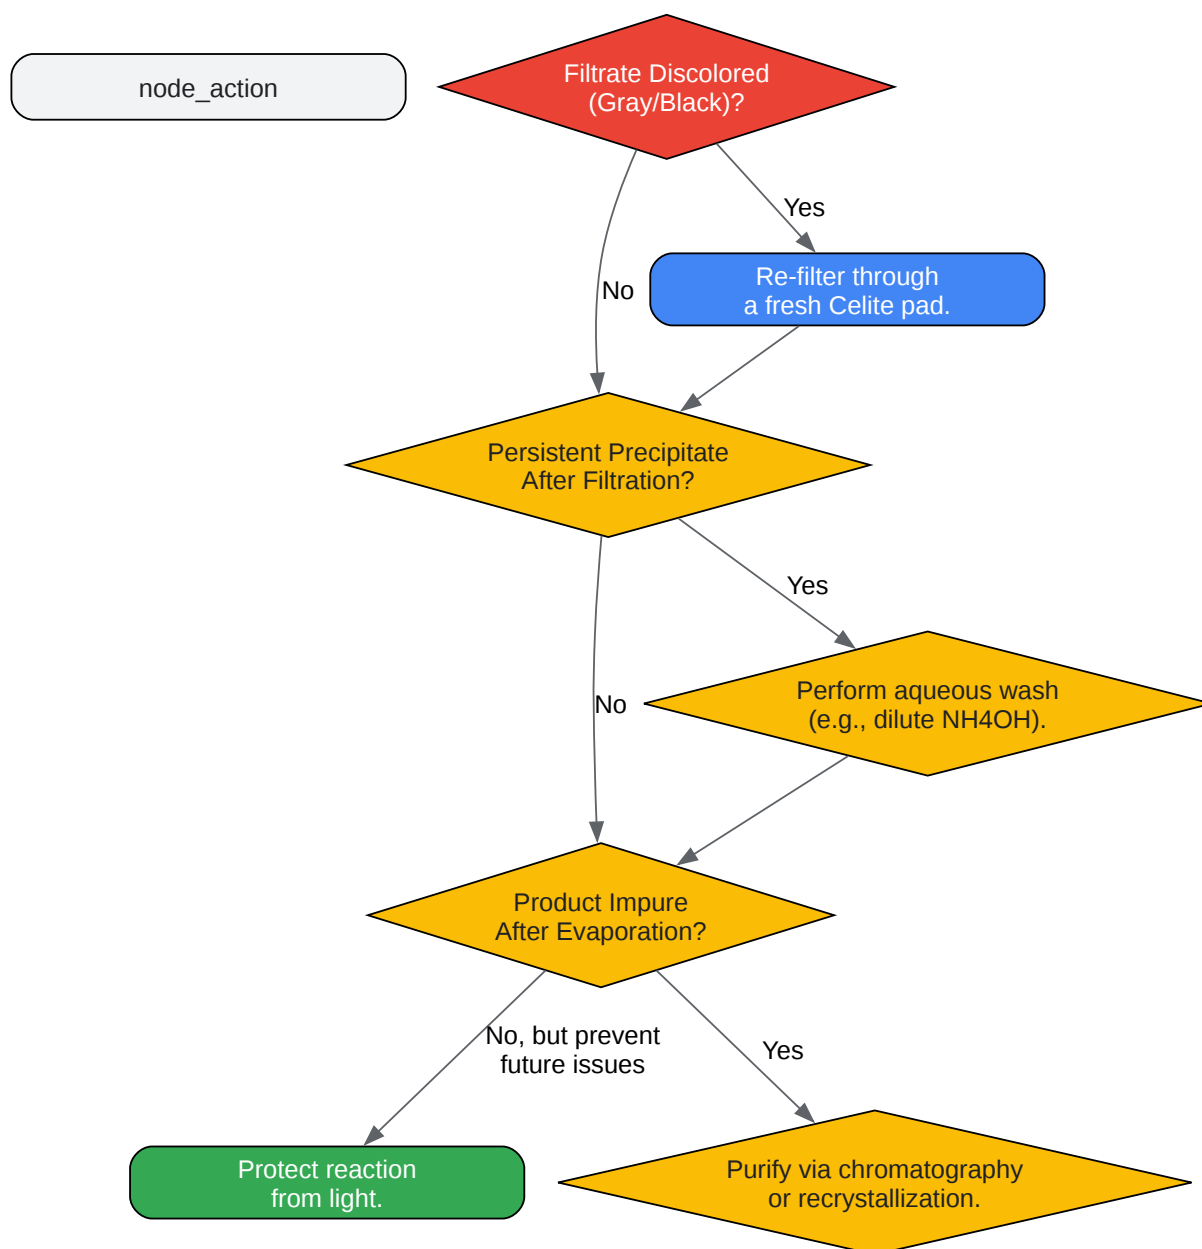 node_action
Filtrate Discolored
(Gray/Black)?
Yes
No
Re-filter through
a fresh Celite pad.
Persistent Precipitate
After Filtration?
Yes
No
Perform aqueous wash
(e.g., dilute NH4OH).
Product Impure
After Evaporation?
No, but prevent
future issues
Yes
Protect reaction
from light.
Purify via chromatography
or recrystallization.